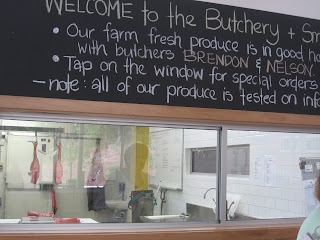 WELCOME to the Butchery + Sm
• Our farm fresh produce is in good ha
with butchers BRENDON & NELSON.
• Tap on the window for special orders
- note: all of our produce is tested on